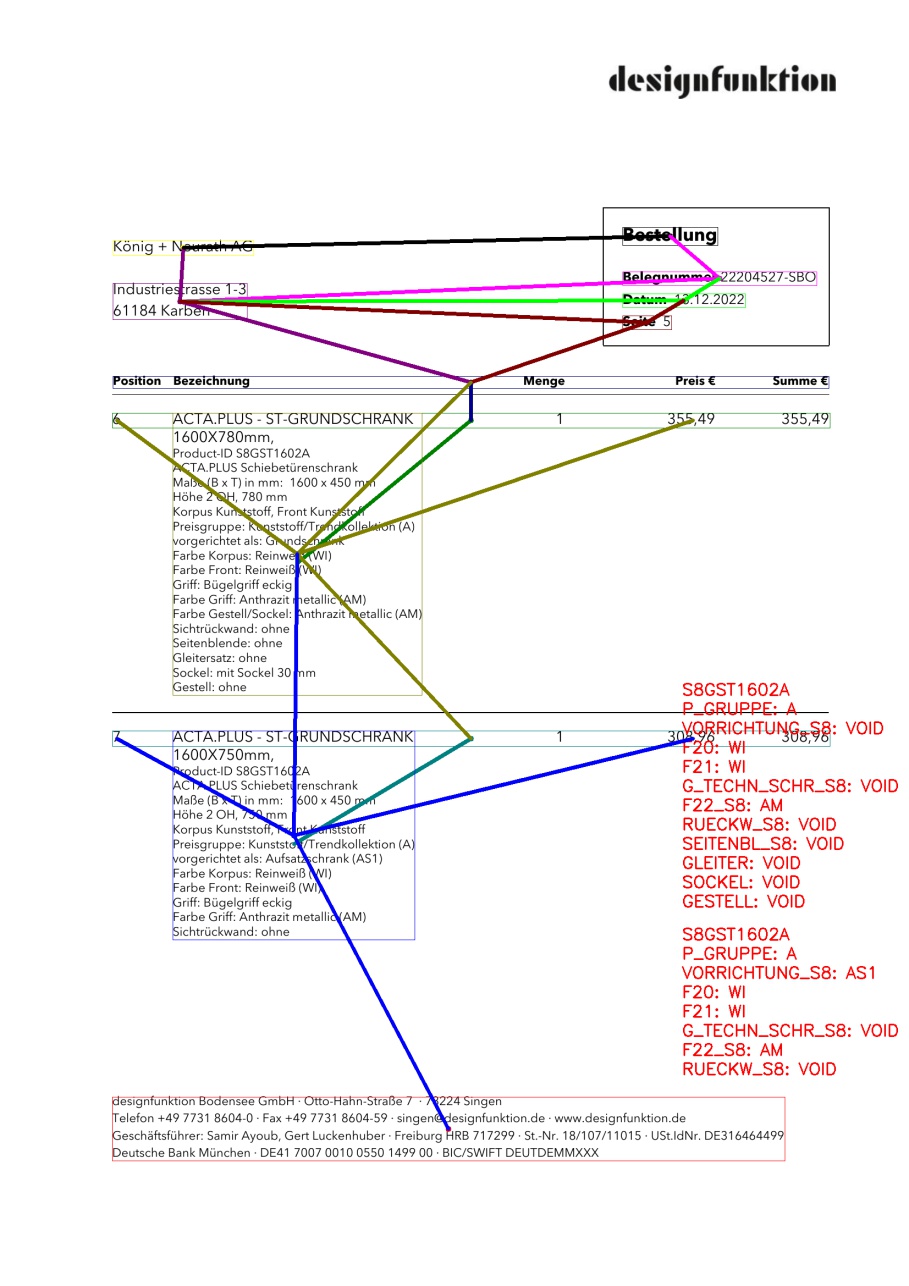 designfunktion
König + Neurath AG
Industriestrasse 1-3
61184 Karben
Bestellung
Belegnummer 22204527-SBO
Datum 13.12.2022
Seite 5
Position Bezeichnung Menge Preis € Summe €
6 ACTA.PLUS - ST-GRUNDSCHRANK 1 355,49 355,49
1600X780mm,
Product-ID S8GST1602A
ACTA.PLUS Schiebetürenschrank
Maße (B x T) in mm: 1600 x 450 mm
Höhe 2 OH, 780 mm
Korpus Kunststoff, Front Kunststoff
Preisgruppe: Kunststoff/Trendkollektion (A)
vorgerichtet als: Grundschrank
Farbe Korpus: Reinweiß (WI)
Farbe Front: Reinweiß (WI)
Griff: Bügelgriff eckig
Farbe Griff: Anthrazit metallic (AM)
Farbe Gestell/Sockel: Anthrazit metallic (AM)
Sichtrückwand: ohne
Seitenblende: ohne
Gleitersatz: ohne
Sockel: mit Sockel 30 mm
Gestell: ohne
7 ACTA.PLUS - ST-GRUNDSCHRANK 1 308,96 308,96
1600X750mm,
Product-ID S8GST1602A
ACTA.PLUS Schiebetürenschrank
Maße (B x T) in mm: 1600 x 450 mm
Höhe 2 OH, 750 mm
Korpus Kunststoff, Front Kunststoff
Preisgruppe: Kunststoff/Trendkollektion (A)
vorgerichtet als: Aufsatzschrank (AS1)
Farbe Korpus: Reinweiß (WI)
Farbe Front: Reinweiß (WI)
Griff: Bügelgriff eckig
Farbe Griff: Anthrazit metallic (AM)
Sichtrückwand: ohne
S8GST1602A
P_GRUPPE: A
VORRICHTUNG_S8: VOID
F20: WI
F21: WI
G_TECHN_SCHR_S8: VOID
F22_S8: AM
RUECKW_S8: VOID
SEITENBL_S8: VOID
GLEITER: VOID
SOCKEL: VOID
GESTELL: VOID
S8GST1602A
P_GRUPPE: A
VORRICHTUNG_S8: AS1
F20: WI
F21: WI
G_TECHN_SCHR_S8: VOID
F22_S8: AM
RUECKW_S8: VOID
designfunktion Bodensee GmbH · Otto-Hahn-Straße 7 · 78224 Singen
Telefon +49 7731 8604-0 · Fax +49 7731 8604-59 · singen@designfunktion.de · www.designfunktion.de
Geschäftsführer: Samir Ayoub, Gert Luckenhuber · Freiburg HRB 717299 · St.-Nr. 18/107/11015 · USt.IdNr. DE316464499
Deutsche Bank München · DE41 7007 0010 0550 1499 00 · BIC/SWIFT DEUTDEMMXXX